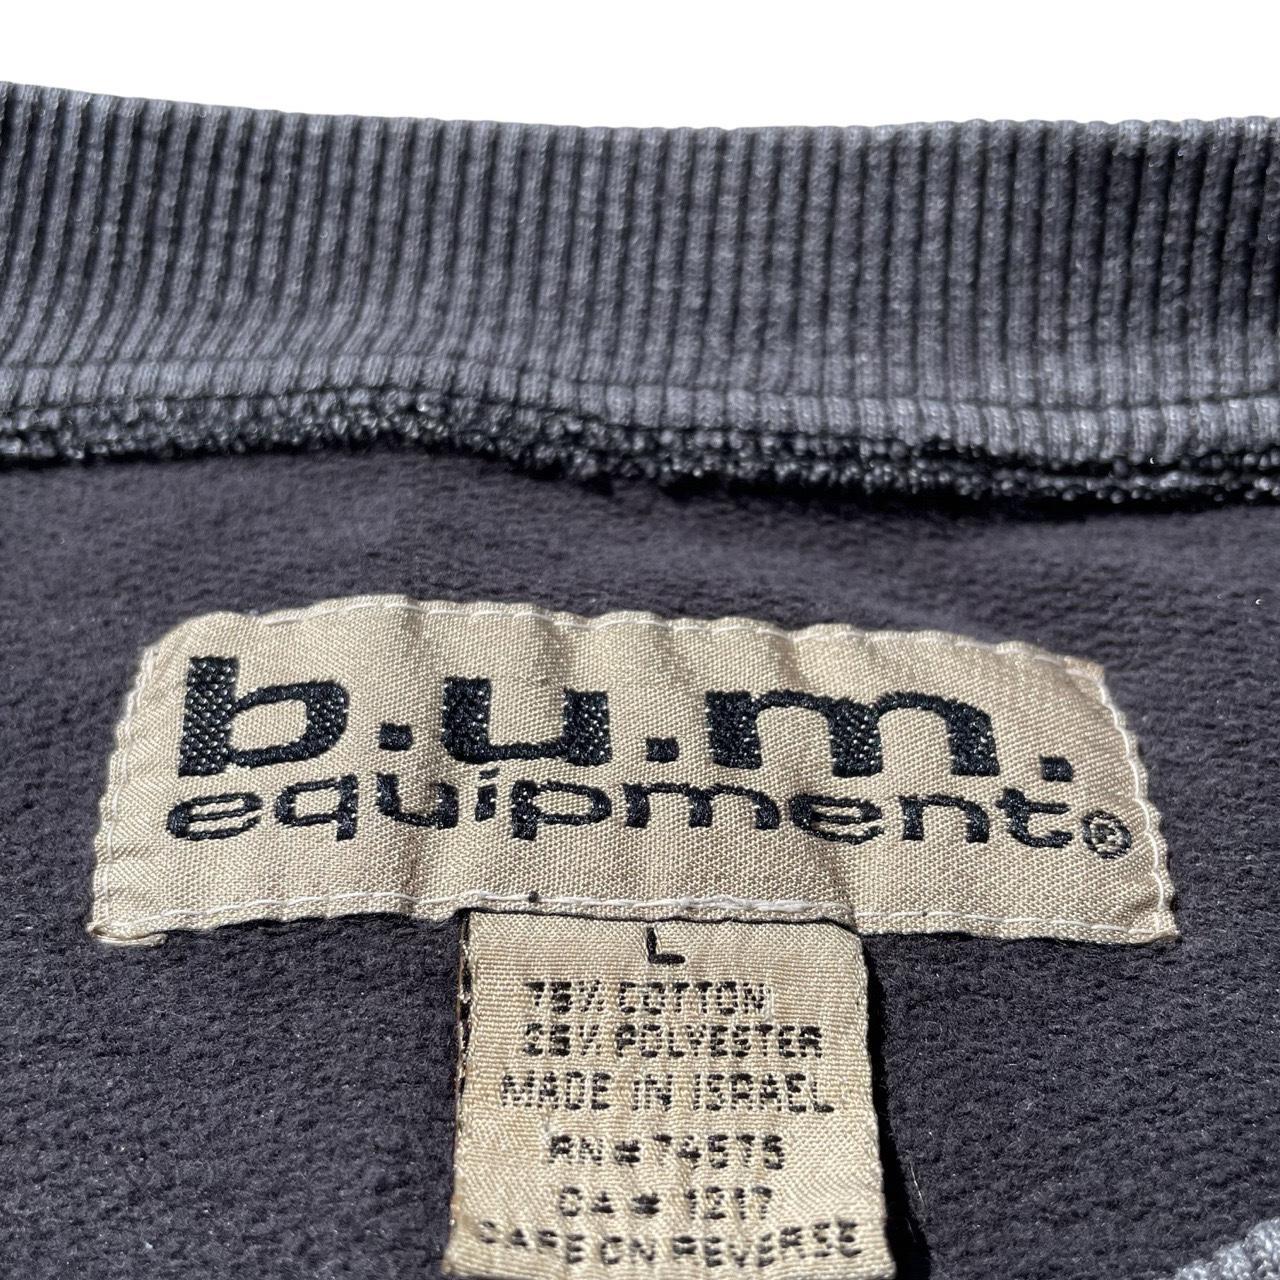 b.u.m.
equipment®
L
75% COTTON
25% POLYESTER
MADE IN ISRAEL
RN# 74575
CA# 1217
CARE ON REVERSE